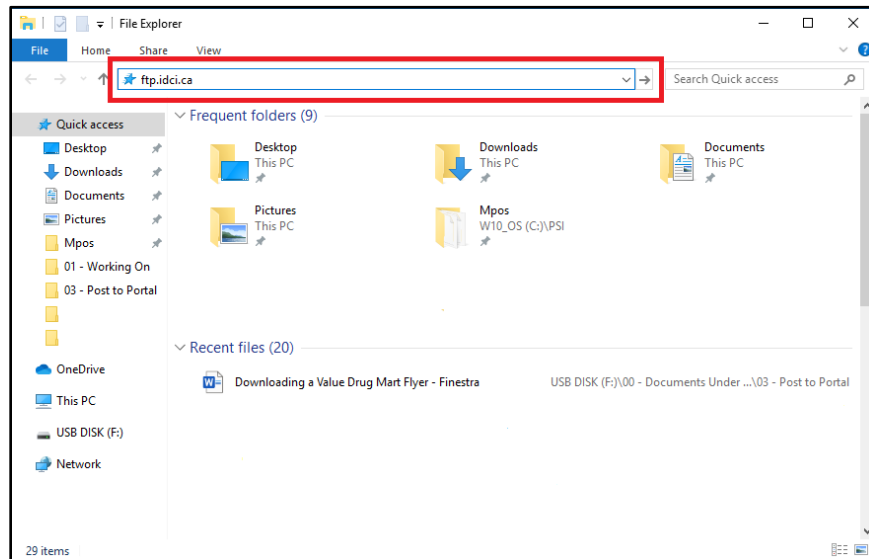 File Explorer
File Home Share View
ftp.idci.ca
Search Quick access
Quick access
Desktop
Downloads
Documents
Pictures
Mpos
01 - Working On
03 - Post to Portal
OneDrive
This PC
USB DISK (F:)
Network
Frequent folders (9)
Desktop
This PC
Downloads
This PC
Documents
This PC
Pictures
This PC
Mpos
W10_OS (C:)\PSI
Recent files (20)
Downloading a Value Drug Mart Flyer - Finestra USB DISK (F:)\00 - Documents Under ...\03 - Post to Portal
29 items